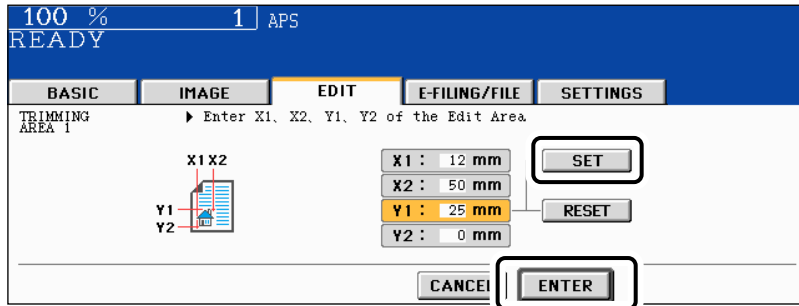 100 % 1 APS
READY
BASIC IMAGE EDIT E-FILING/FILE SETTINGS
TRIMMING
AREA 1
▶ Enter X1, X2, Y1, Y2 of the Edit Area
X1 X2
Y1
Y2
X1 : 12 mm
SET
X2 : 50 mm
Y1 : 25 mm
RESET
Y2 : 0 mm
CANCEL
ENTER